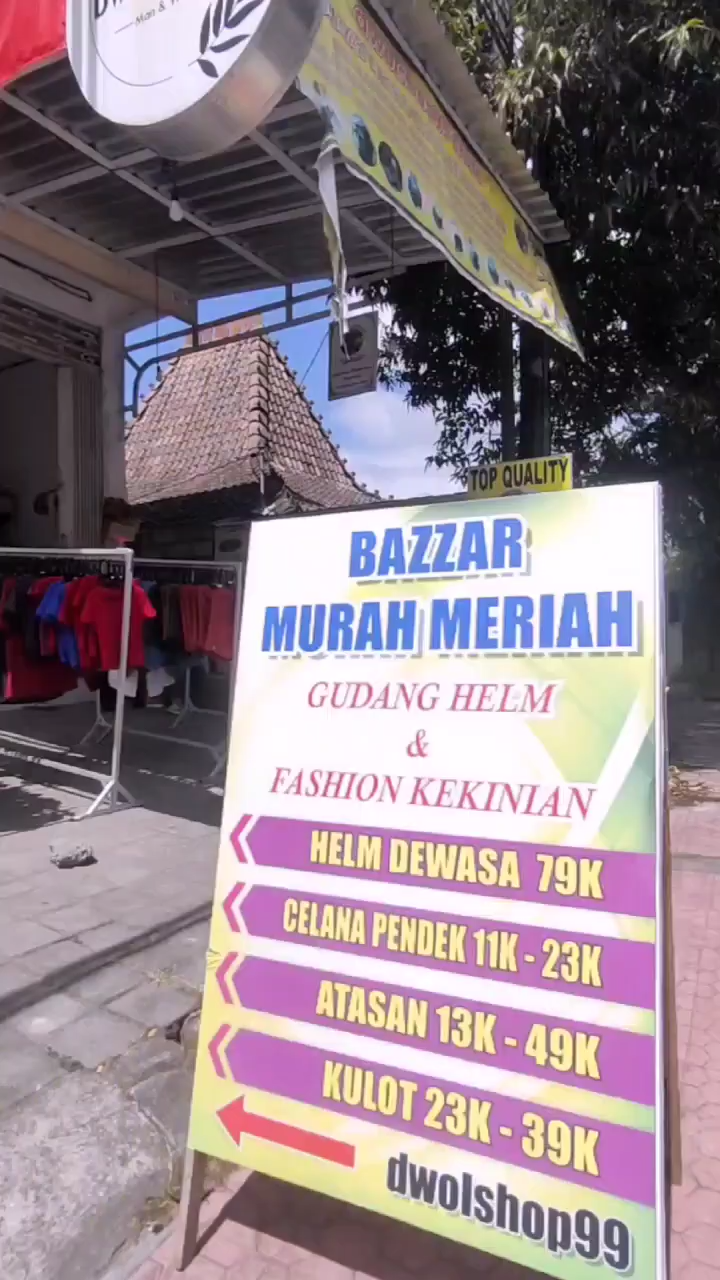 Man &
TOP QUALITY
BAZZAR
MURAH MERIAH
GUDANG HELM
&
FASHION KEKINIAN
HELM DEWASA 79K
CELANA PENDEK 11K - 23K
ATASAN 13K - 49K
KULOT 23K - 39K
dwolshop99